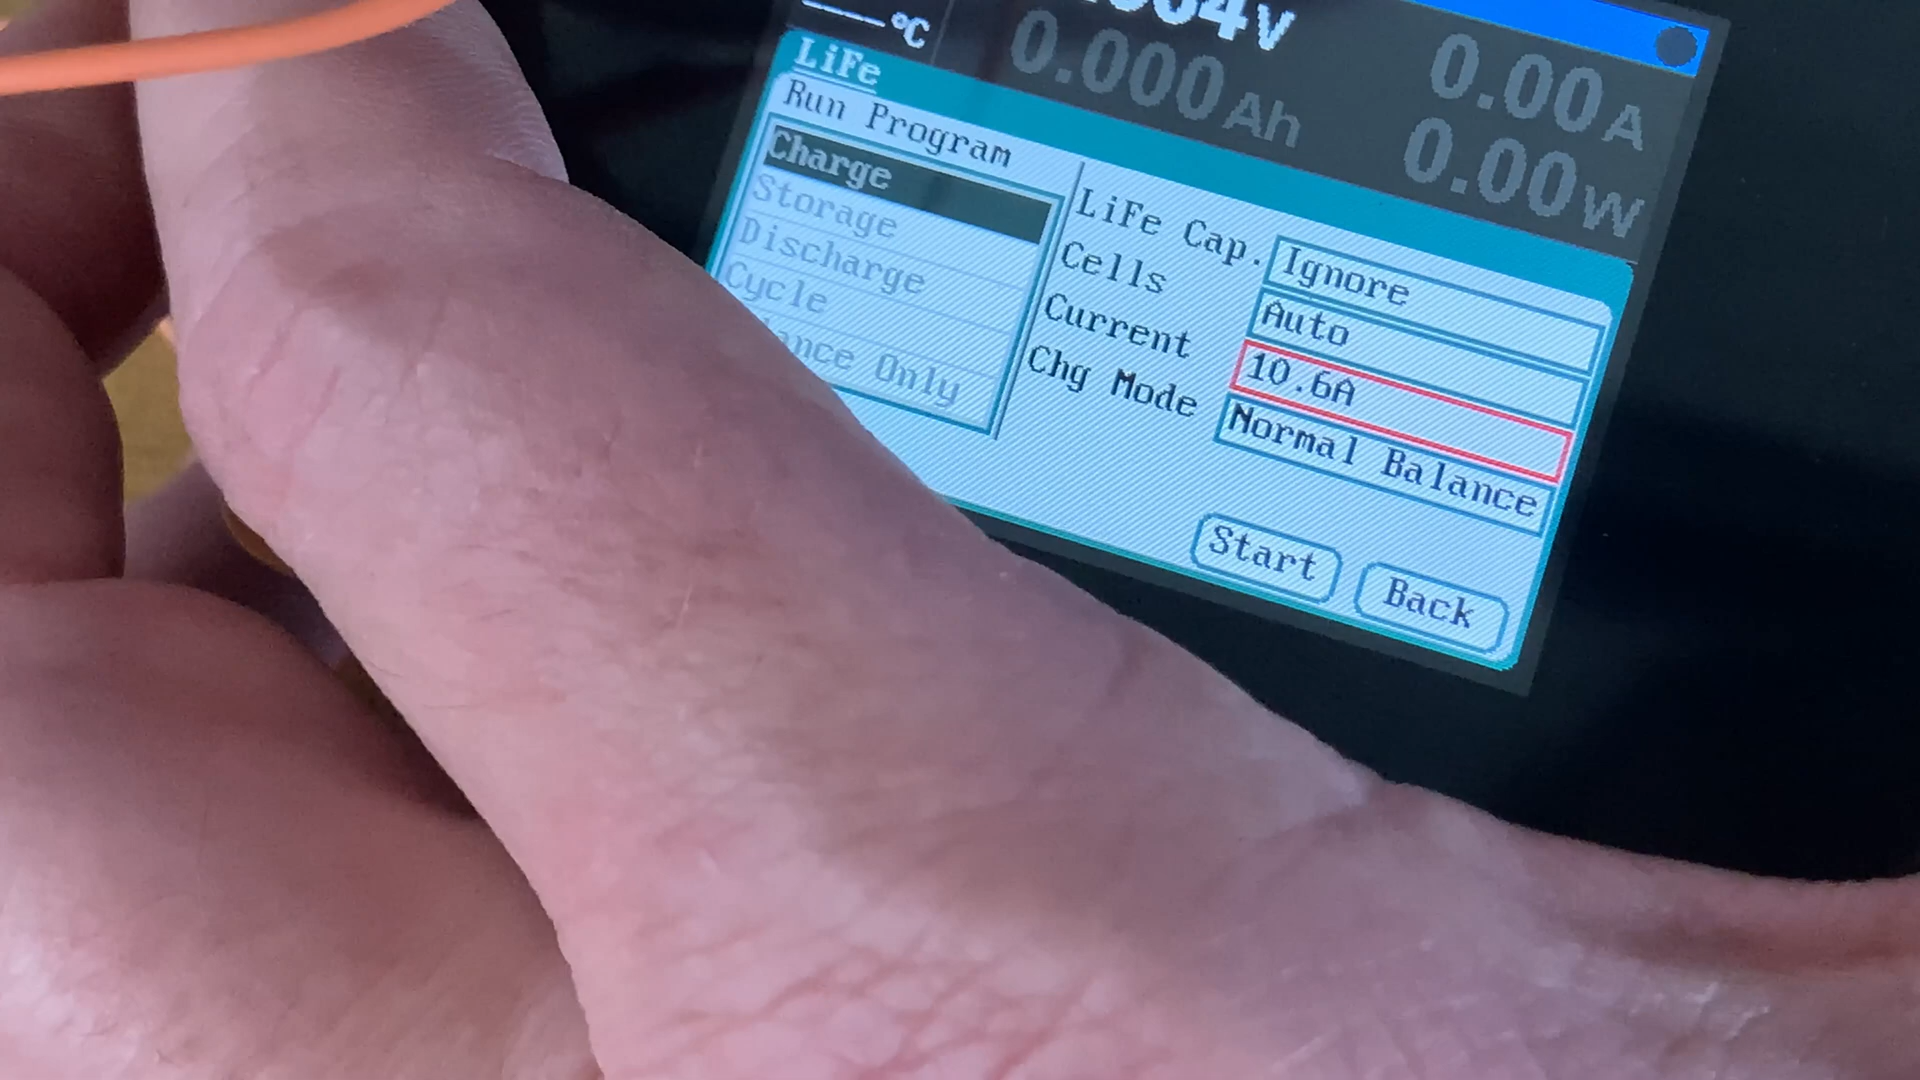 °C
V
0.00A
0.000Ah
0.00W
LiFe
Run Program
Charge
Storage
Discharge
Cycle
Only
LiFe Cap. Ignore
Cells Auto
Current 10.6A
Chg Mode Normal Balance
Start Back